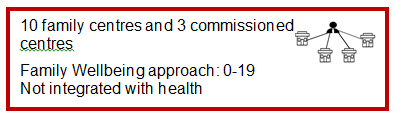 10 family centres and 3 commissioned
centres
Family Wellbeing approach: 0-19
Not integrated with health